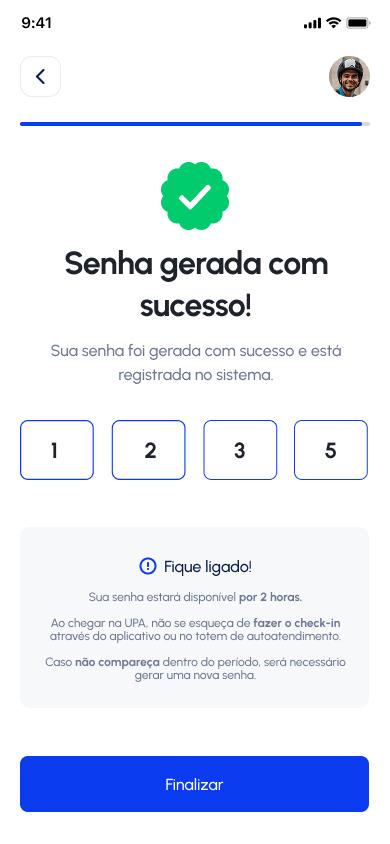 9:41
Senha gerada com
sucesso!
Sua senha foi gerada com sucesso e está
registrada no sistema.
1 2 3 5
Fique ligado!
Sua senha estará disponível por 2 horas.
Ao chegar na UPA, não se esqueça de fazer o check-in
através do aplicativo ou no totem de autoatendimento.
Caso não compareça dentro do período, será necessário
gerar uma nova senha.
Finalizar